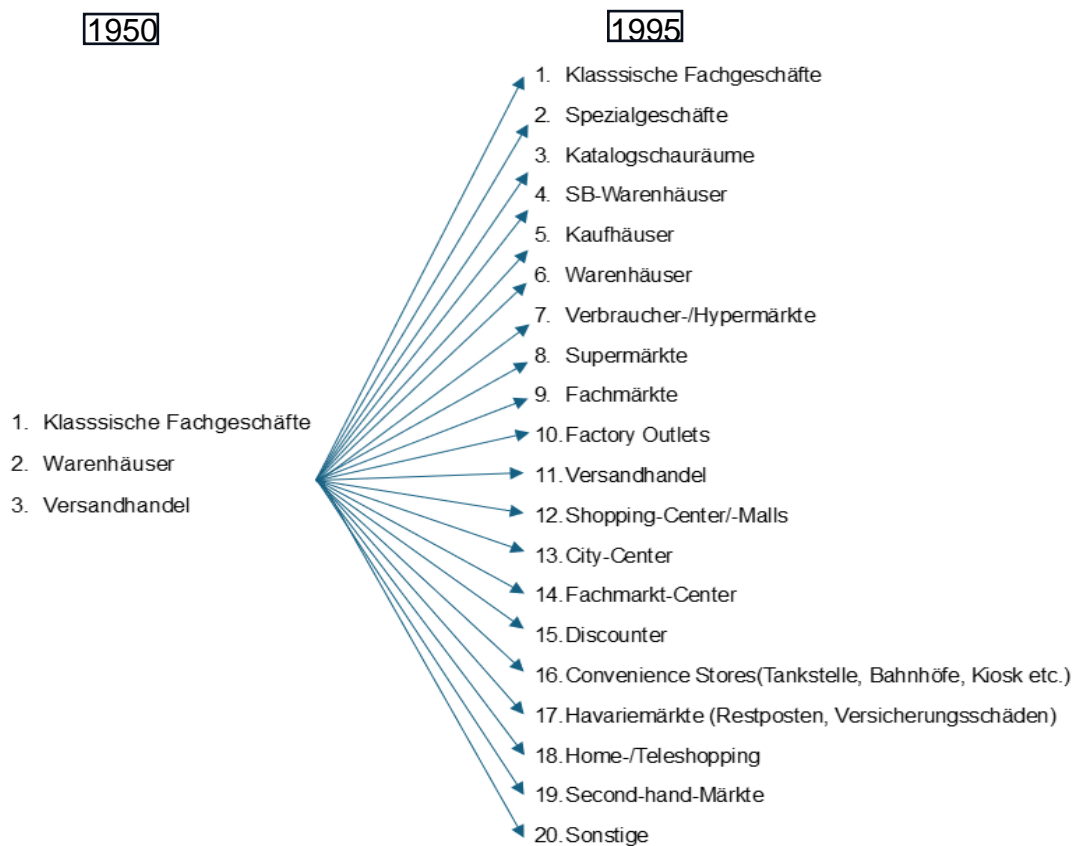 1950
1995
1. Klasssische Fachgeschäfte
2. Warenhäuser
3. Versandhandel
1. Klasssische Fachgeschäfte
2. Spezialgeschäfte
3. Katalogschauräume
4. SB-Warenhäuser
5. Kaufhäuser
6. Warenhäuser
7. Verbraucher-/Hypermärkte
8. Supermärkte
9. Fachmärkte
10. Factory Outlets
11. Versandhandel
12. Shopping-Center/-Malls
13. City-Center
14. Fachmarkt-Center
15. Discounter
16. Convenience Stores(Tankstelle, Bahnhöfe, Kiosk etc.)
17. Havariemärkte (Restposten, Versicherungsschäden)
18. Home-/Teleshopping
19. Second-hand-Märkte
20. Sonstige